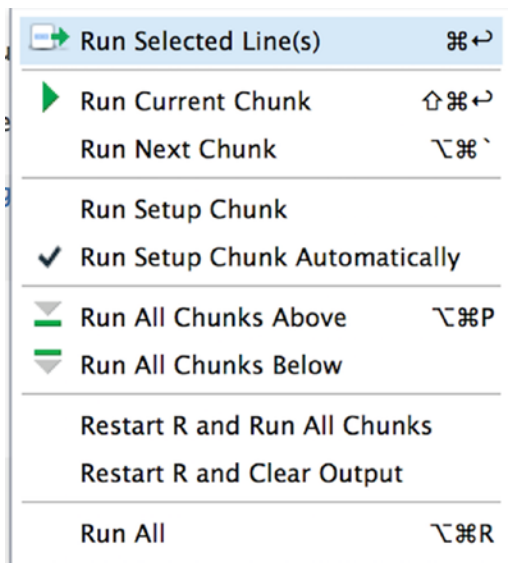 Run Selected Line(s) ⌘↩
Run Current Chunk ⇧⌘↩
Run Next Chunk ⌥⌘`
Run Setup Chunk
Run Setup Chunk Automatically
Run All Chunks Above ⌥⌘P
Run All Chunks Below
Restart R and Run All Chunks
Restart R and Clear Output
Run All ⌥⌘R